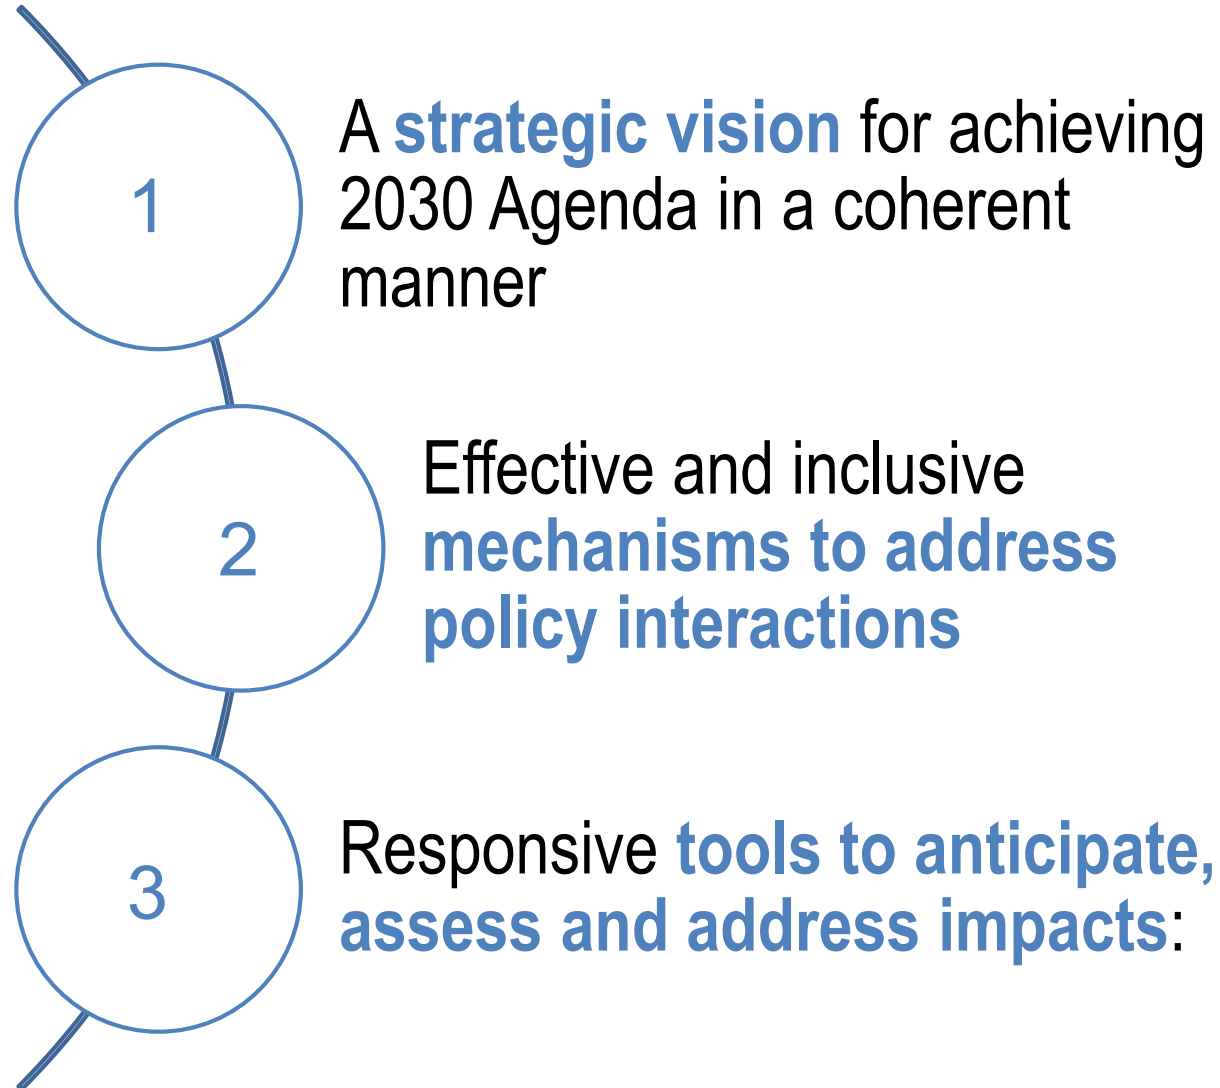 1
A strategic vision for achieving
2030 Agenda in a coherent
manner
2
Effective and inclusive
mechanisms to address
policy interactions
3
Responsive tools to anticipate,
assess and address impacts: